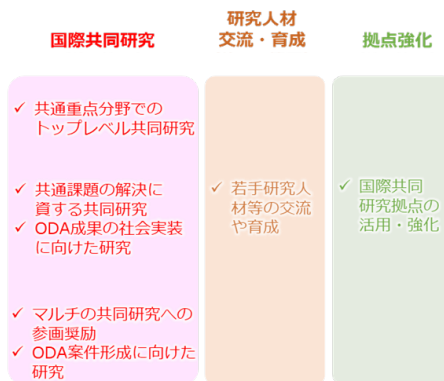 国際共同研究
✓ 共通重点分野での
トップレベル共同研究
✓ 共通課題の解決に
資する共同研究
✓ ODA成果の社会実装
に向けた研究
✓ マルチの共同研究への
参画奨励
✓ ODA案件形成に向けた
研究
研究人材
交流・育成
✓ 若手研究人
材等の交流
や育成
拠点強化
✓ 国際共同
研究拠点の
活用・強化